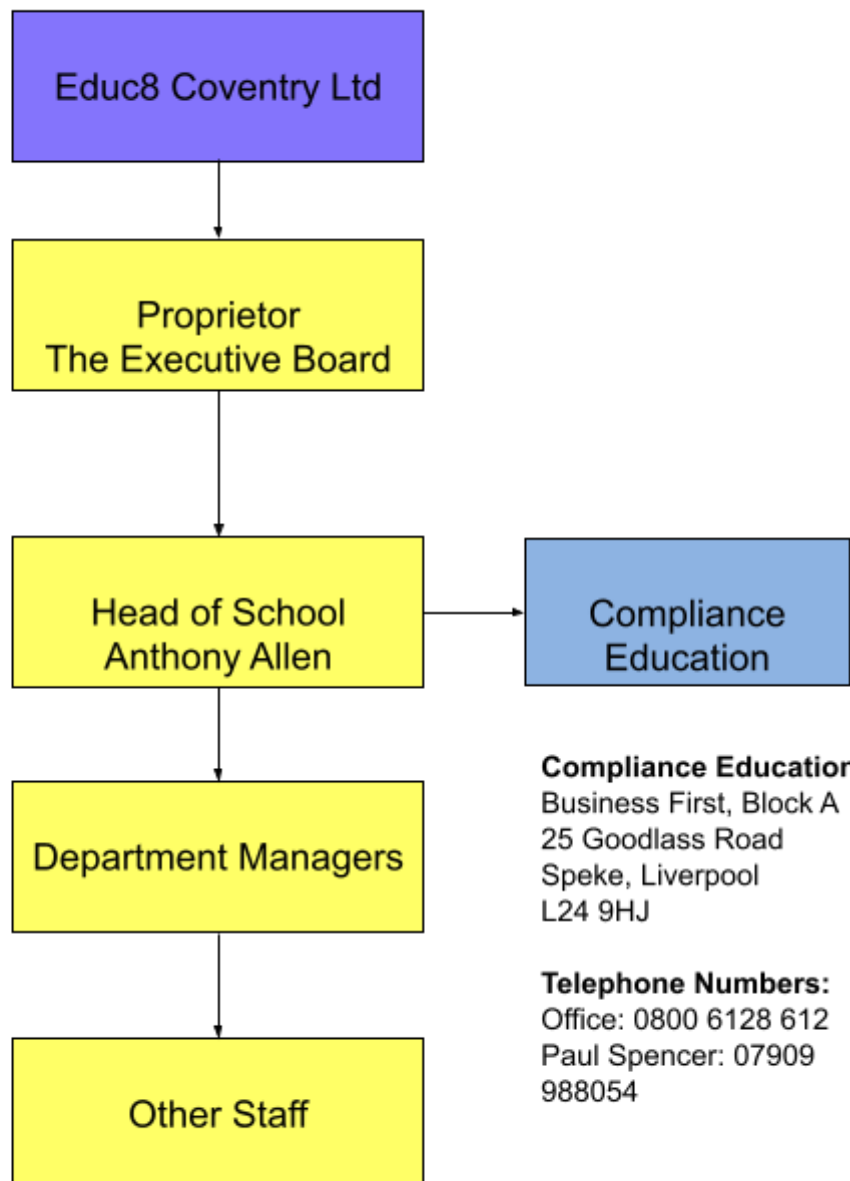 Educ8 Coventry Ltd
Proprietor
The Executive Board
Head of School
Anthony Allen
Compliance
Education
Department Managers
Compliance Education
Business First, Block A
25 Goodlass Road
Speke, Liverpool
L24 9HJ
Telephone Numbers:
Office: 0800 6128 612
Paul Spencer: 07909
988054
Other Staff